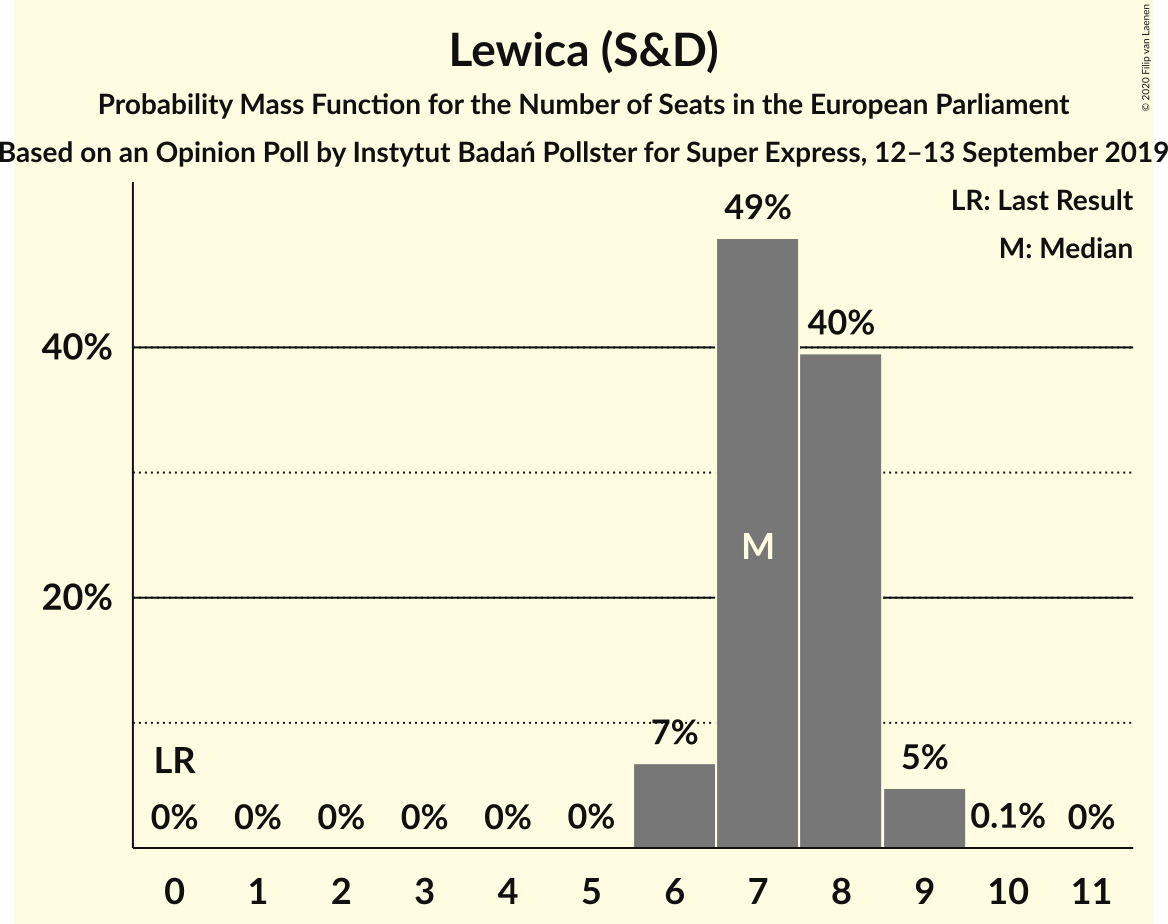 Lewica (S&D)
Probability Mass Function for the Number of Seats in the European Parliament
Based on an Opinion Poll by Instytut Badań Pollster for Super Express, 12–13 September 2019
© 2020 Filip van Laenen
LR: Last Result
M: Median
49%
40%
40%
M
20%
7%
5%
LR
0% 0% 0% 0% 0% 0% 0.1% 0%
0 1 2 3 4 5 6 7 8 9 10 11